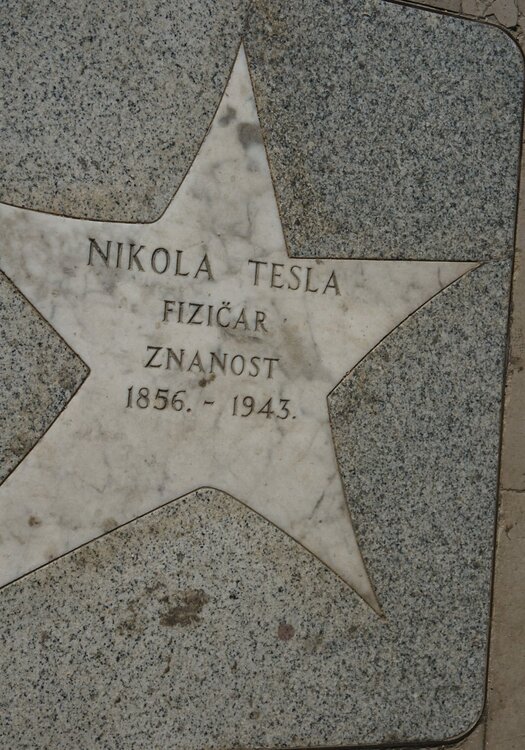 NIKOLA TESLA
FIZIČAR
ZNANOST
1856. - 1943.